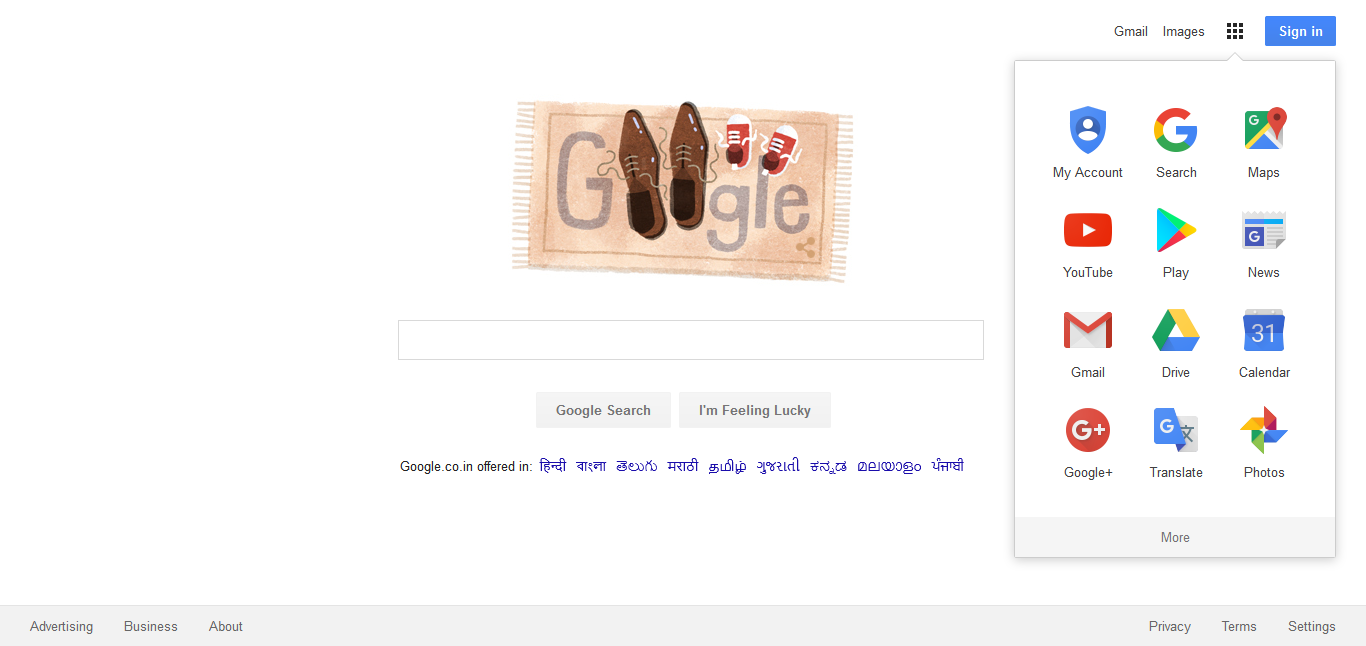 Gmail Images Sign in
Google
My Account Search Maps
YouTube Play News
Gmail 31 Drive Calendar
G+ Google+ Translate Photos
More
Google Search I'm Feeling Lucky
Google.co.in offered in: हिन्दी বাংলা తెలుగు मराठी தமிழ் ગુજરાતી ಕನ್ನಡ മലയാളം ਪੰਜਾਬੀ
Advertising Business About Privacy Terms Settings